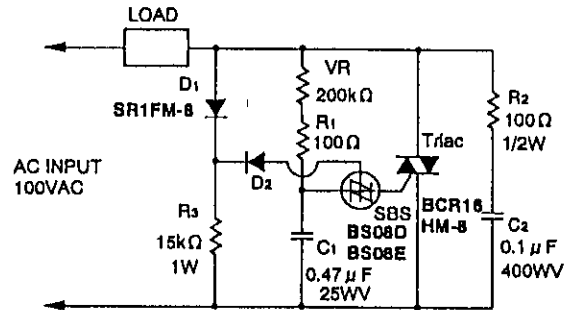 LOAD
D1
SR1FM-8
VR
200kΩ
R1
100Ω
R2
100Ω
1/2W
Triac
AC INPUT
100VAC
D2
SBS
BS08D
BS08E
BCR16
HM-8
R3
15kΩ
1W
C1
0.47μF
25WV
C2
0.1μF
400WV